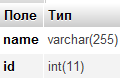 Поле Тип
name varchar(255)
id int(11)